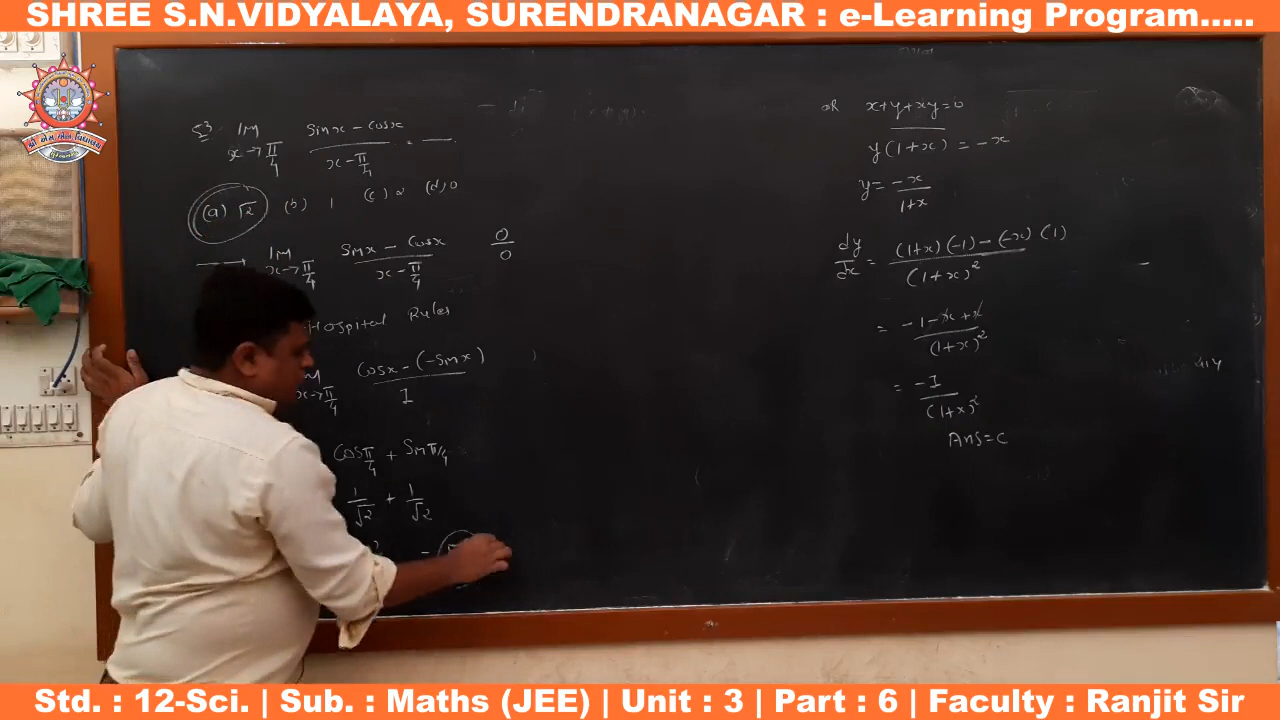 SHREE S.N.VIDYALAYA, SURENDRANAGAR : e-Learning Program.....
lim x→π/4 (sinx - cosx)/(x - π/4) = ___
(a) √2 (b) 1 (c) 2 (d) 0
lim x→π/4 (sinx - cosx)/(x - π/4) 0/0
Hospital Rules
x→π/4 (cosx - (-sinx))/1
cos π/4 + sin π/4
1/√2 + 1/√2
OR x+y+xy=0
y(1+x) = -x
y = -x/(1+x)
dy/dx = ((1+x)(-1) - (-x)(1))/(1+x)²
= (-1-x+x)/(1+x)²
= -1/(1+x)²
Ans=C
Std. : 12-Sci. | Sub. : Maths (JEE) | Unit : 3 | Part : 6 | Faculty : Ranjit Sir